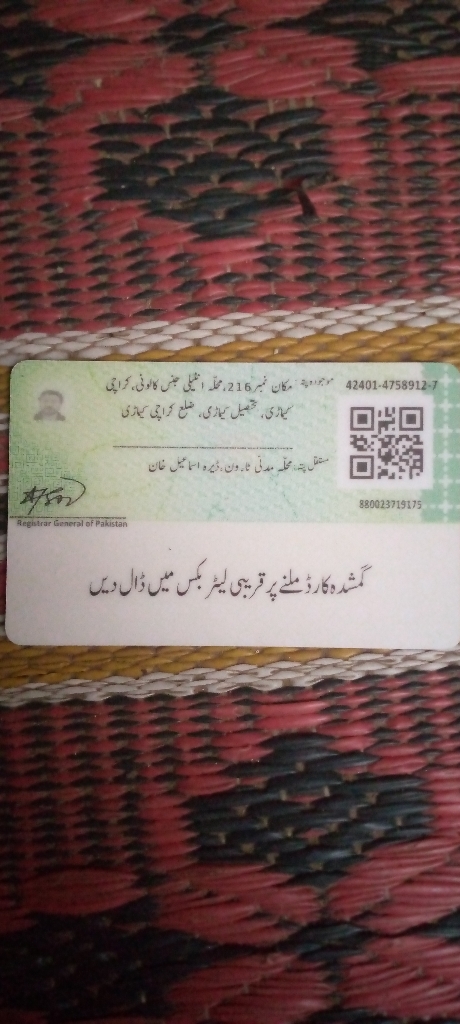 موجودہ پتہ: مکان نمبر 216، محلہ انٹیلی جنس کالونی، کراچی
کیماڑی، تحصیل کیماڑی، ضلع کراچی کیماڑی
42401-4758912-7
مستقل پتہ: محلہ مدنی ٹاؤن، ڈیرہ اسماعیل خان
880023719175
Registrar General of Pakistan
گمشدہ کارڈ ملنے پر قریبی لیٹر بکس میں ڈال دیں